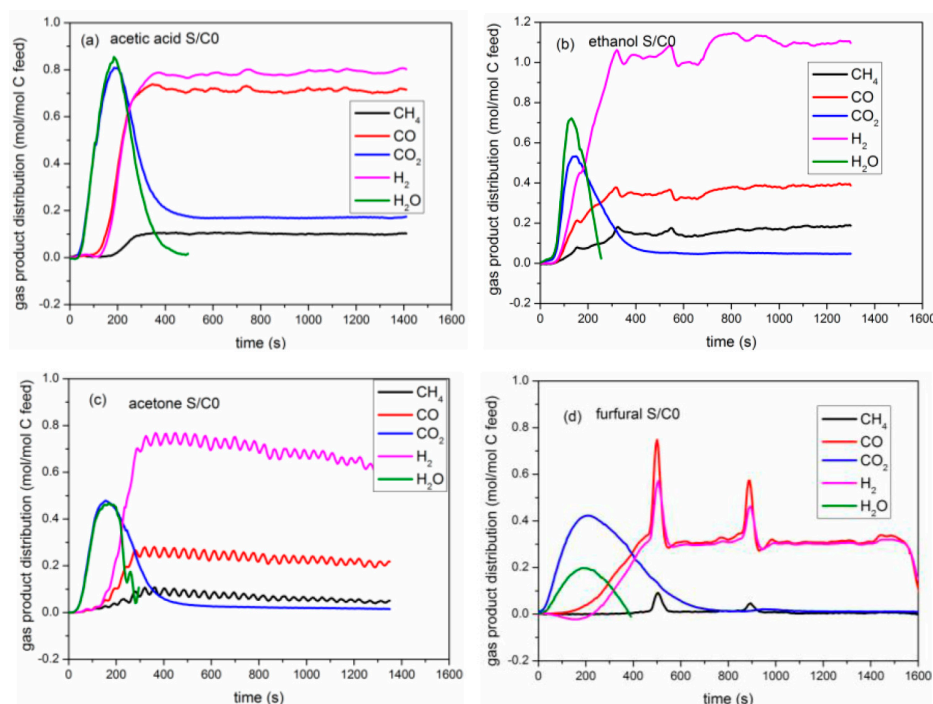 (a) acetic acid S/C0
gas product distribution (mol/mol C feed)
1.0
0.8
0.6
0.4
0.2
0.0
-0.2
CH₄
CO
CO₂
H₂
H₂O
0 200 400 600 800 1000 1200 1400 1600
time (s)
(b) ethanol S/C0
gas product distribution (mol/mol C feed)
1.2
1.0
0.8
0.6
0.4
0.2
0.0
-0.2
CH₄
CO
CO₂
H₂
H₂O
0 200 400 600 800 1000 1200 1400 1600
time (s)
(c) acetone S/C0
gas product distribution (mol/mol C feed)
1.0
0.8
0.6
0.4
0.2
0.0
-0.2
CH₄
CO
CO₂
H₂
H₂O
0 200 400 600 800 1000 1200 1400 1600
time (s)
(d) furfural S/C0
gas product distribution (mol/mol C feed)
1.0
0.8
0.6
0.4
0.2
0.0
-0.2
CH₄
CO
CO₂
H₂
H₂O
0 200 400 600 800 1000 1200 1400 1600
time (s)